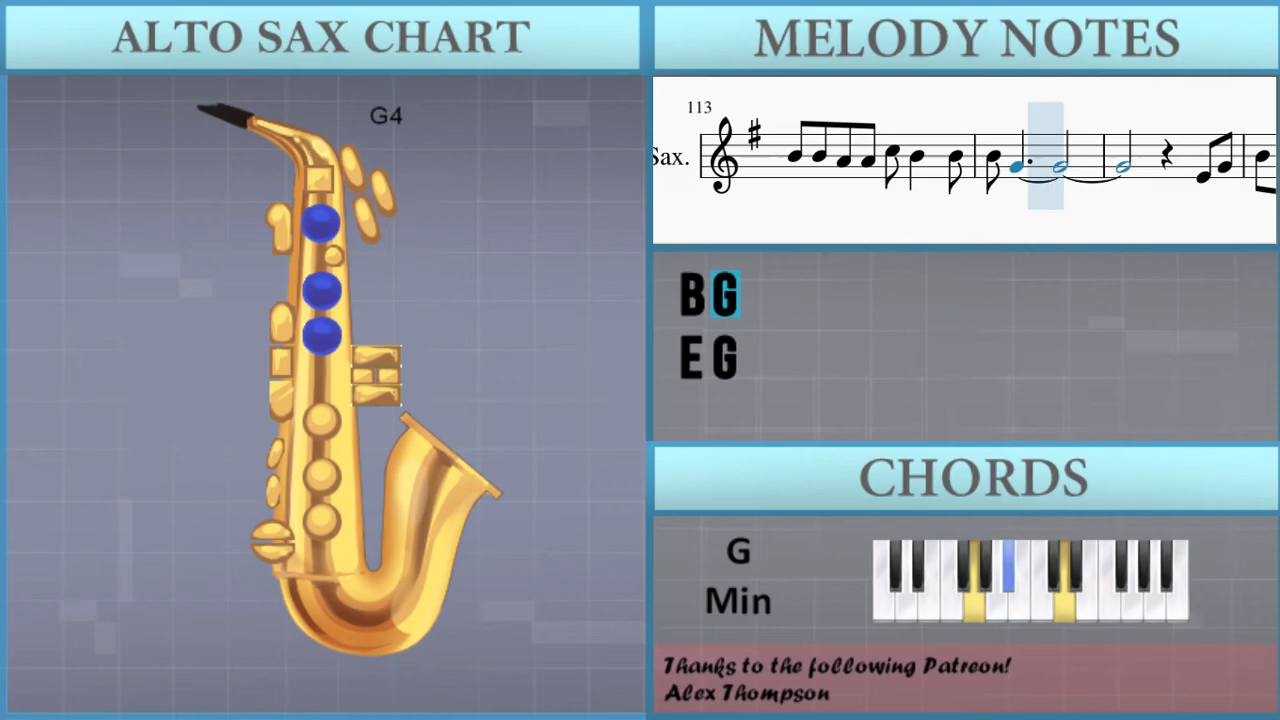 ALTO SAX CHART
G4
MELODY NOTES
113
Sax.
B G
E G
CHORDS
G
Min
Thanks to the following Patreon!
Alex Thompson